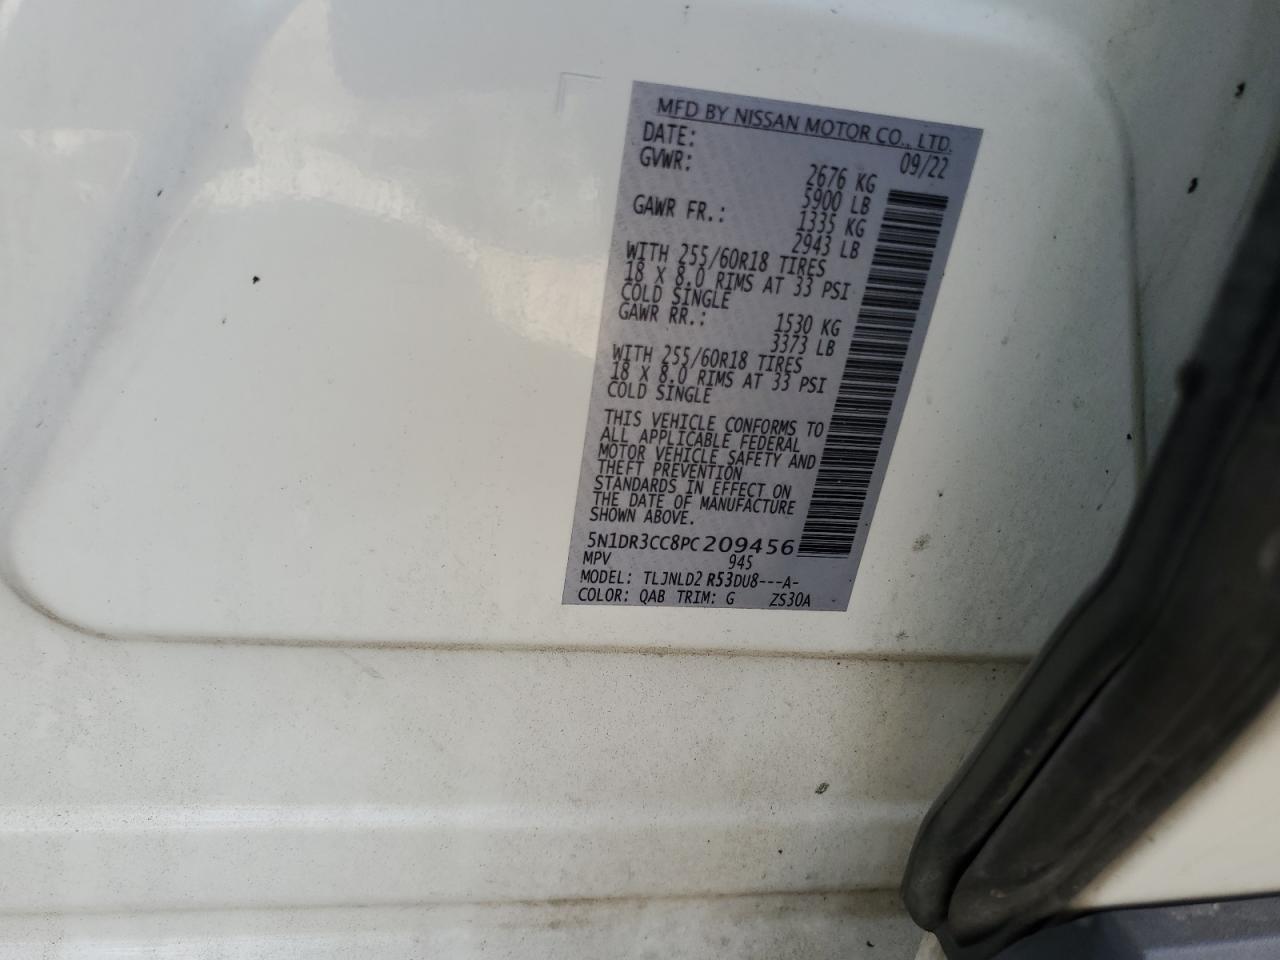 MFD BY NISSAN MOTOR CO., LTD.
DATE: 09/22
GVWR: 2676 KG
5900 LB
GAWR FR.: 1335 KG
2943 LB
WITH 255/60R18 TIRES
18 X 8.0 RIMS AT 33 PSI
COLD SINGLE
GAWR RR.: 1530 KG
3373 LB
WITH 255/60R18 TIRES
18 X 8.0 RIMS AT 33 PSI
COLD SINGLE
THIS VEHICLE CONFORMS TO
ALL APPLICABLE FEDERAL
MOTOR VEHICLE SAFETY AND
THEFT PREVENTION
STANDARDS IN EFFECT ON
THE DATE OF MANUFACTURE
SHOWN ABOVE.
5N1DR3CC8PC209456
MPV 945
MODEL: TLJNLD2 R53DU8---A-
COLOR: QAB TRIM: G ZS30A